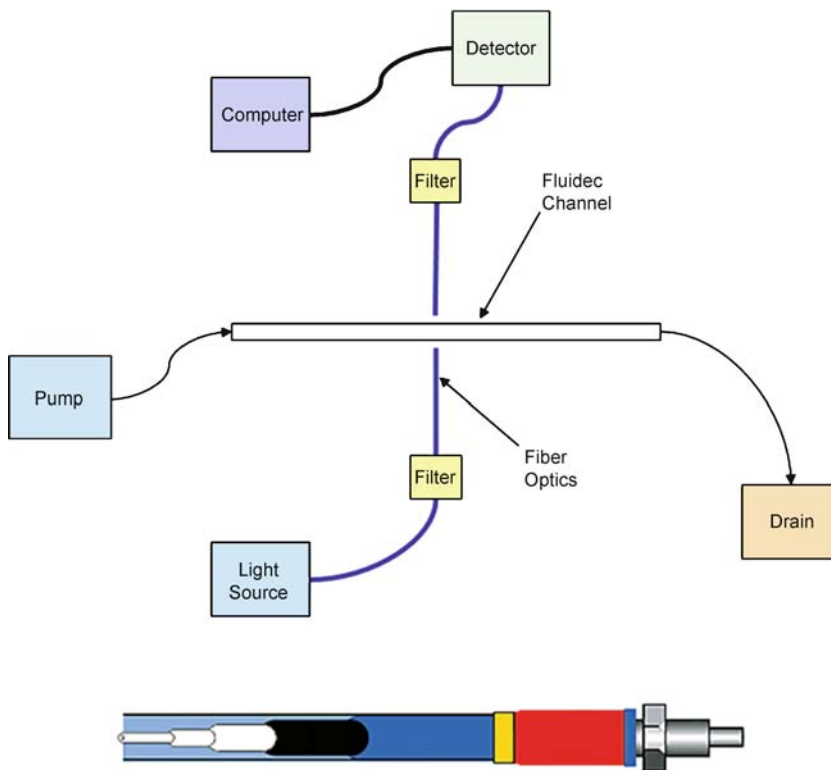 Detector
Computer
Filter
Fluidec
Channel
Pump
Fiber
Optics
Filter
Drain
Light
Source